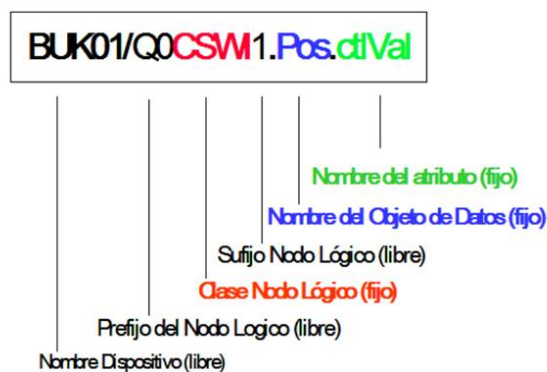 BUK01/Q0CSWI1.Pos.ctlVal
Nombre del atributo (fijo)
Nombre del Objeto de Datos (fijo)
Sufijo Nodo Lógico (libre)
Clase Nodo Lógico (fijo)
Prefijo del Nodo Logico (libre)
Nombre Dispositivo (libre)